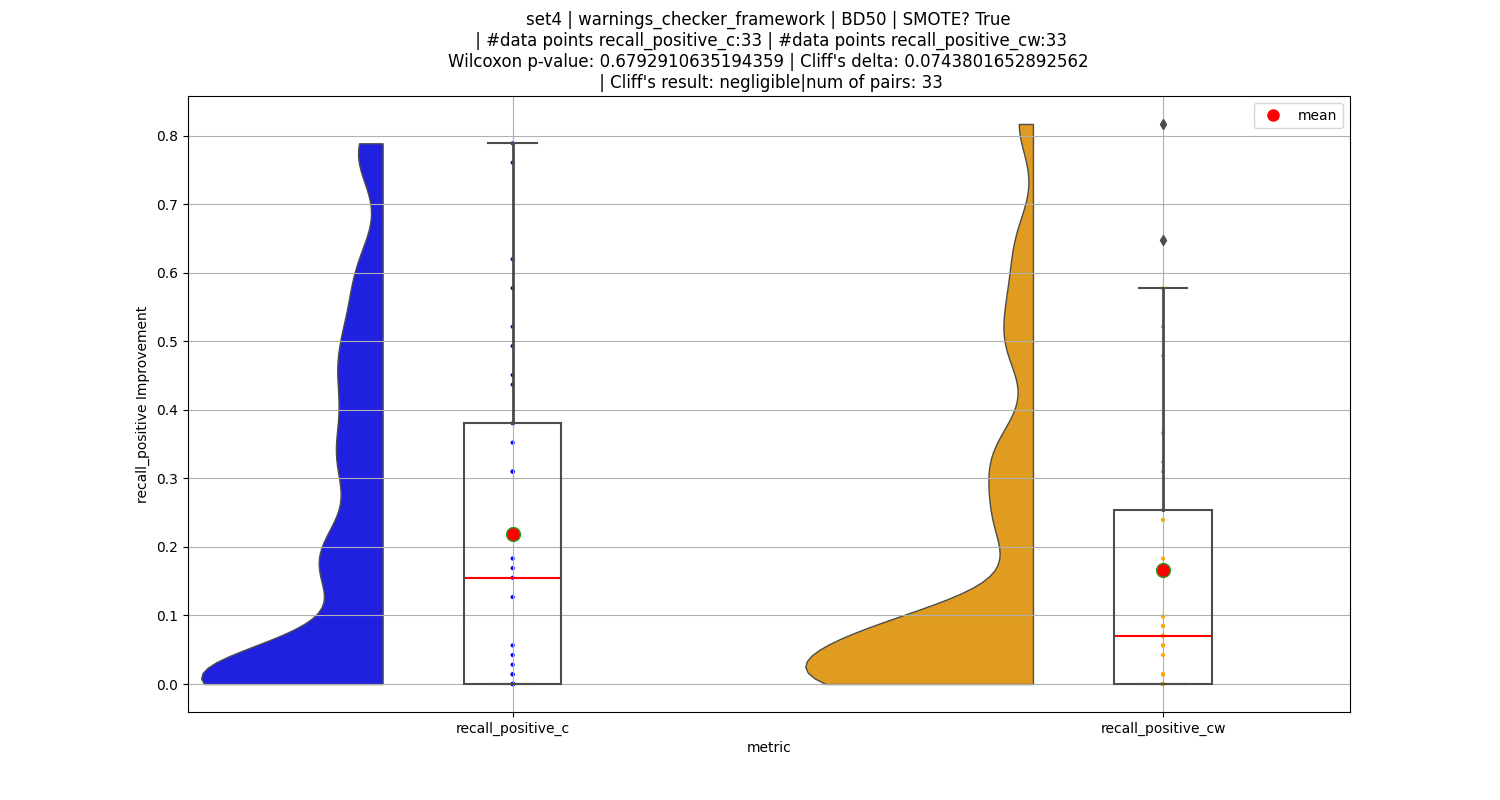 set4 | warnings_checker_framework | BD50 | SMOTE? True
| #data points recall_positive_c:33 | #data points recall_positive_cw:33
Wilcoxon p-value: 0.6792910635194359 | Cliff's delta: 0.0743801652892562
| Cliff's result: negligible|num of pairs: 33
mean
0.8
0.7
0.6
0.5
0.4
0.3
0.2
0.1
0.0
recall_positive Improvement
recall_positive_c
recall_positive_cw
metric